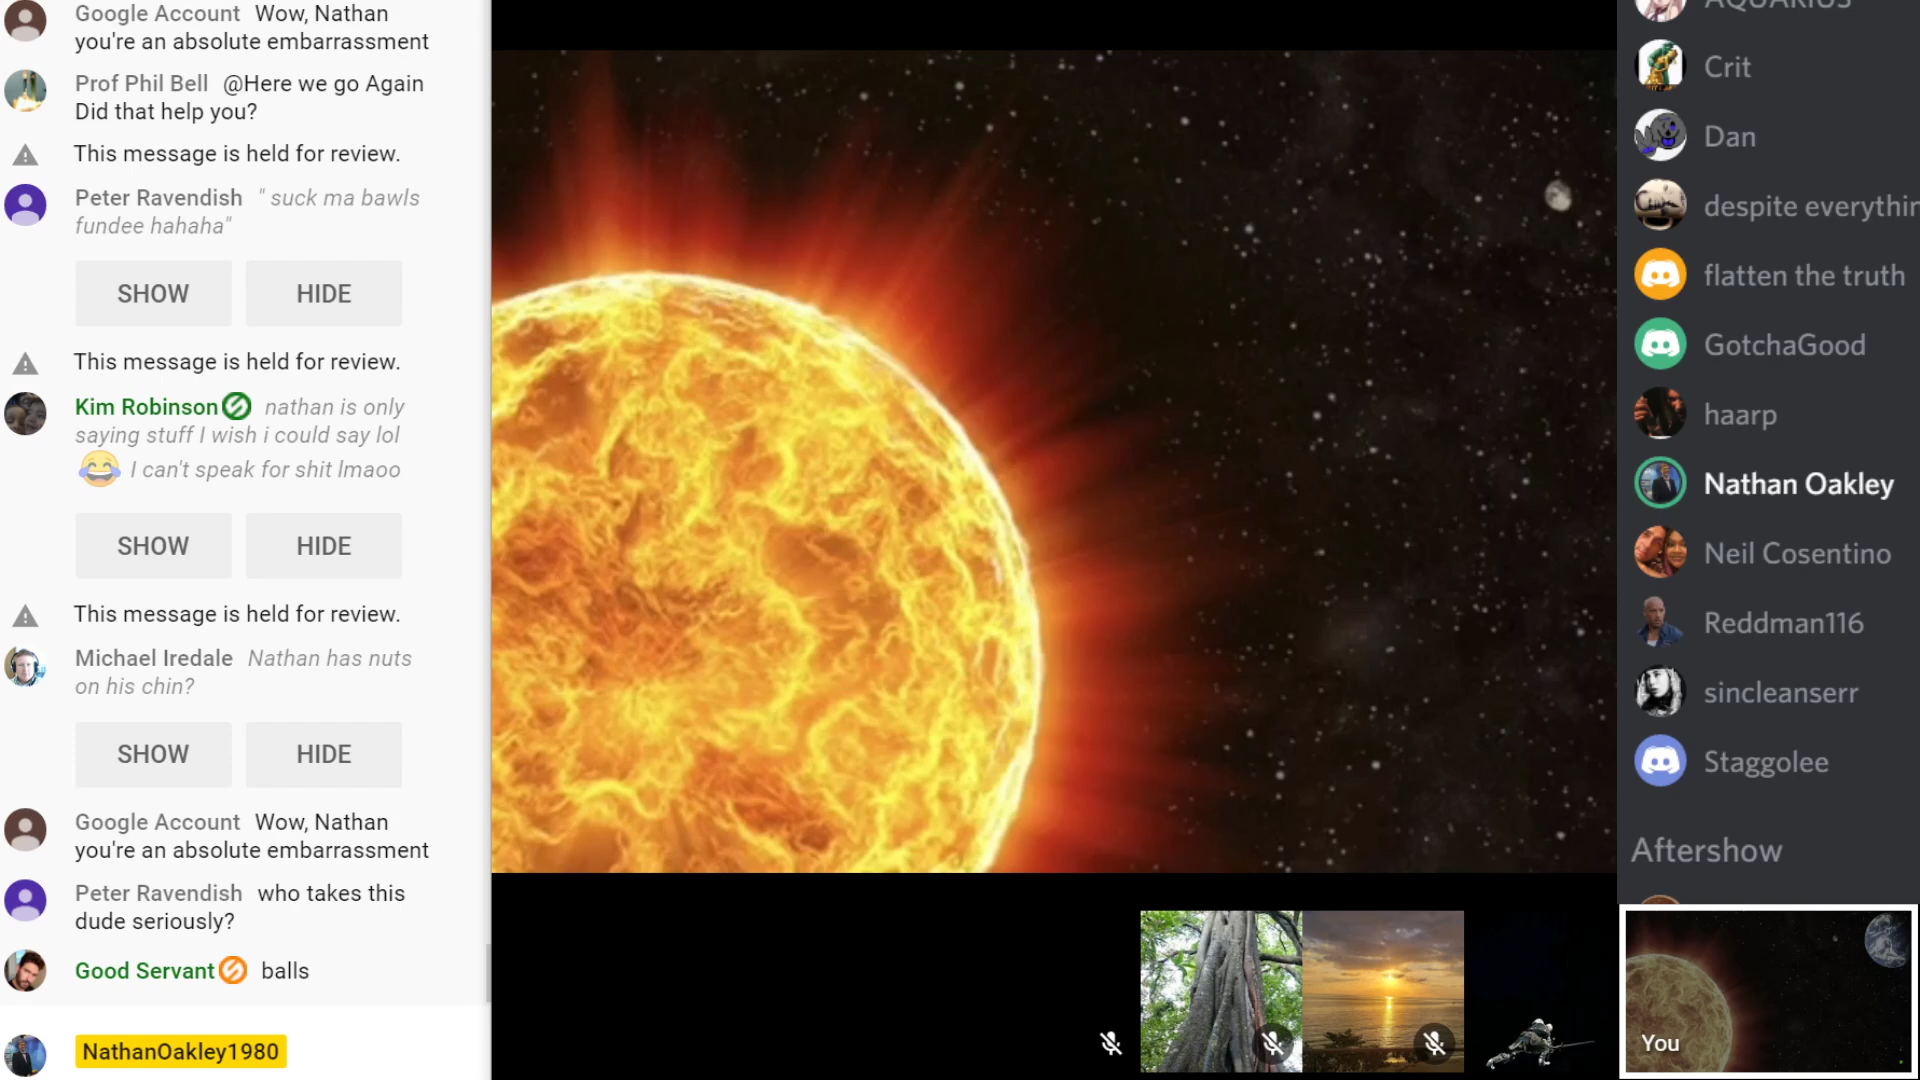 Google Account Wow, Nathan
you're an absolute embarrassment
Prof Phil Bell @Here we go Again
Did that help you?
This message is held for review.
Peter Ravendish " suck ma bawls
fundee hahaha"
SHOW HIDE
This message is held for review.
Kim Robinson nathan is only
saying stuff I wish i could say lol
I can't speak for shit lmaoo
SHOW HIDE
This message is held for review.
Michael Iredale Nathan has nuts
on his chin?
SHOW HIDE
Google Account Wow, Nathan
you're an absolute embarrassment
Peter Ravendish who takes this
dude seriously?
Good Servant balls
NathanOakley1980
AQUARIUS
Crit
Dan
despite everythin
flatten the truth
GotchaGood
haarp
Nathan Oakley
Neil Cosentino
Reddman116
sincleanserr
Staggolee
Aftershow
You